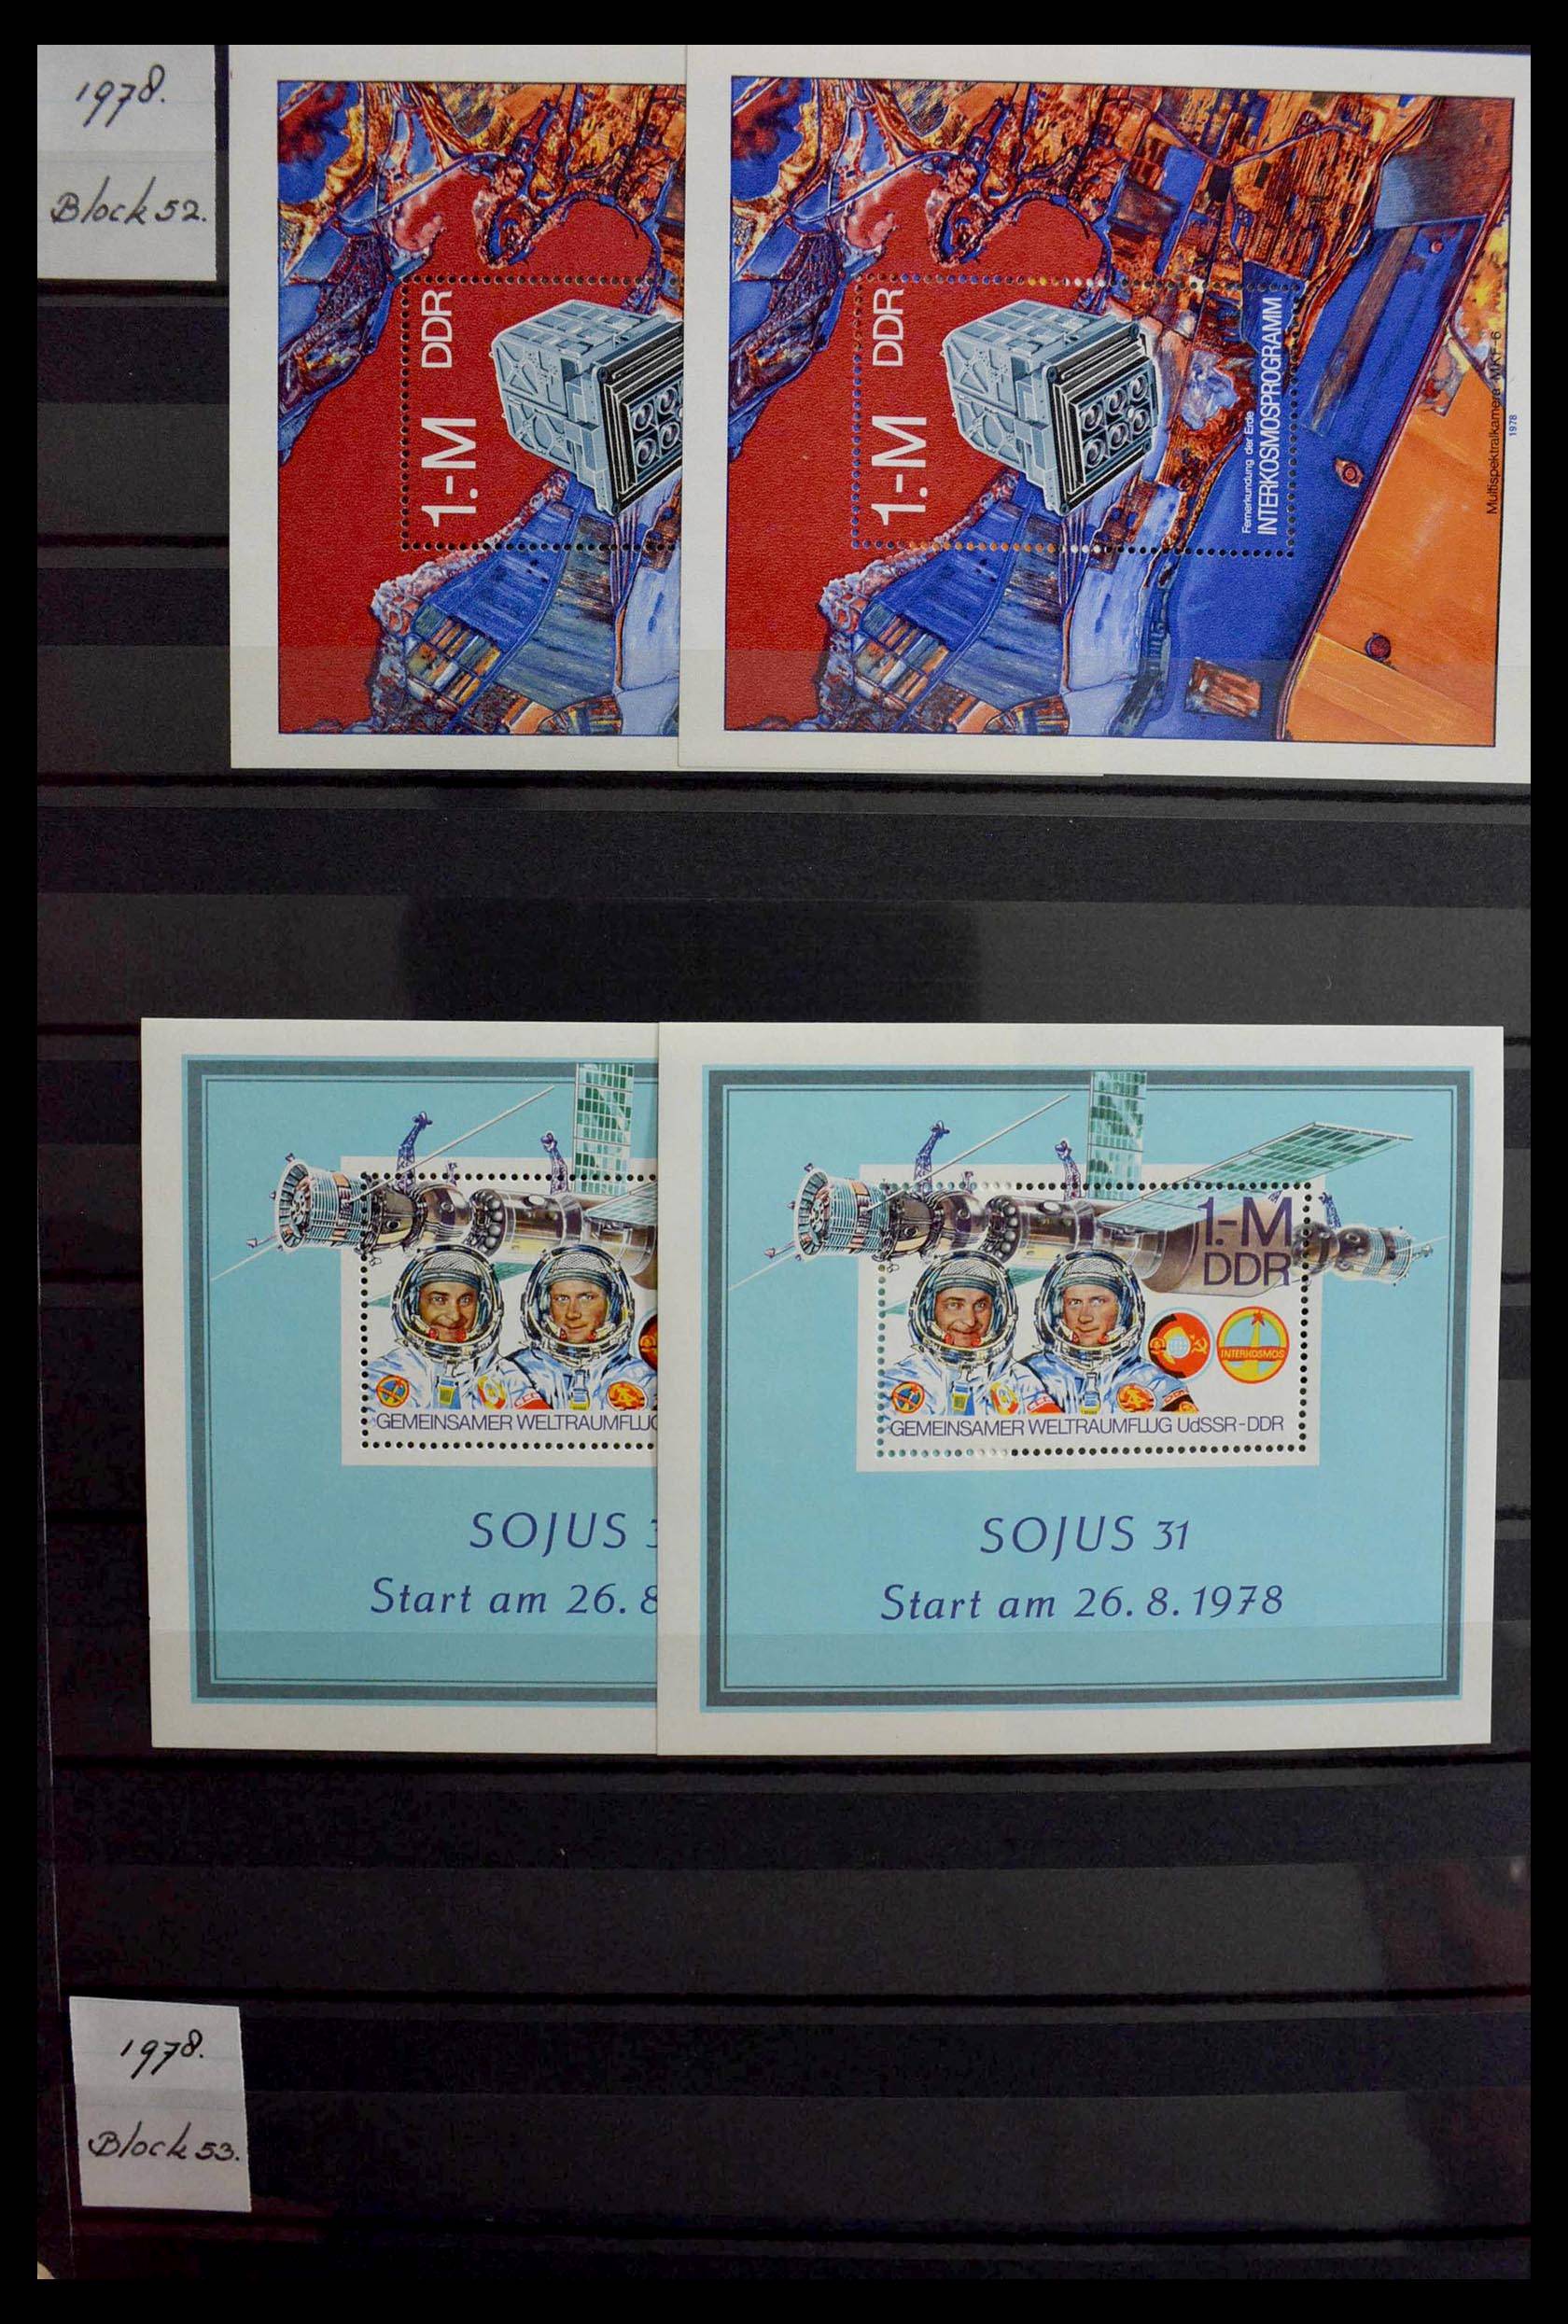 1978.
Block 52.
1.-M DDR
1.-M DDR
Fernerkundung der Erde
INTERKOSMOSPROGRAMM
Multispektralkamera MKF-6
1978
GEMEINSAMER WELTRAUMFLUG
SOJUS 3
Start am 26. 8
1.-M
DDR
INTERKOSMOS
GEMEINSAMER WELTRAUMFLUG UdSSR-DDR
SOJUS 31
Start am 26. 8. 1978
1978.
Block 53.